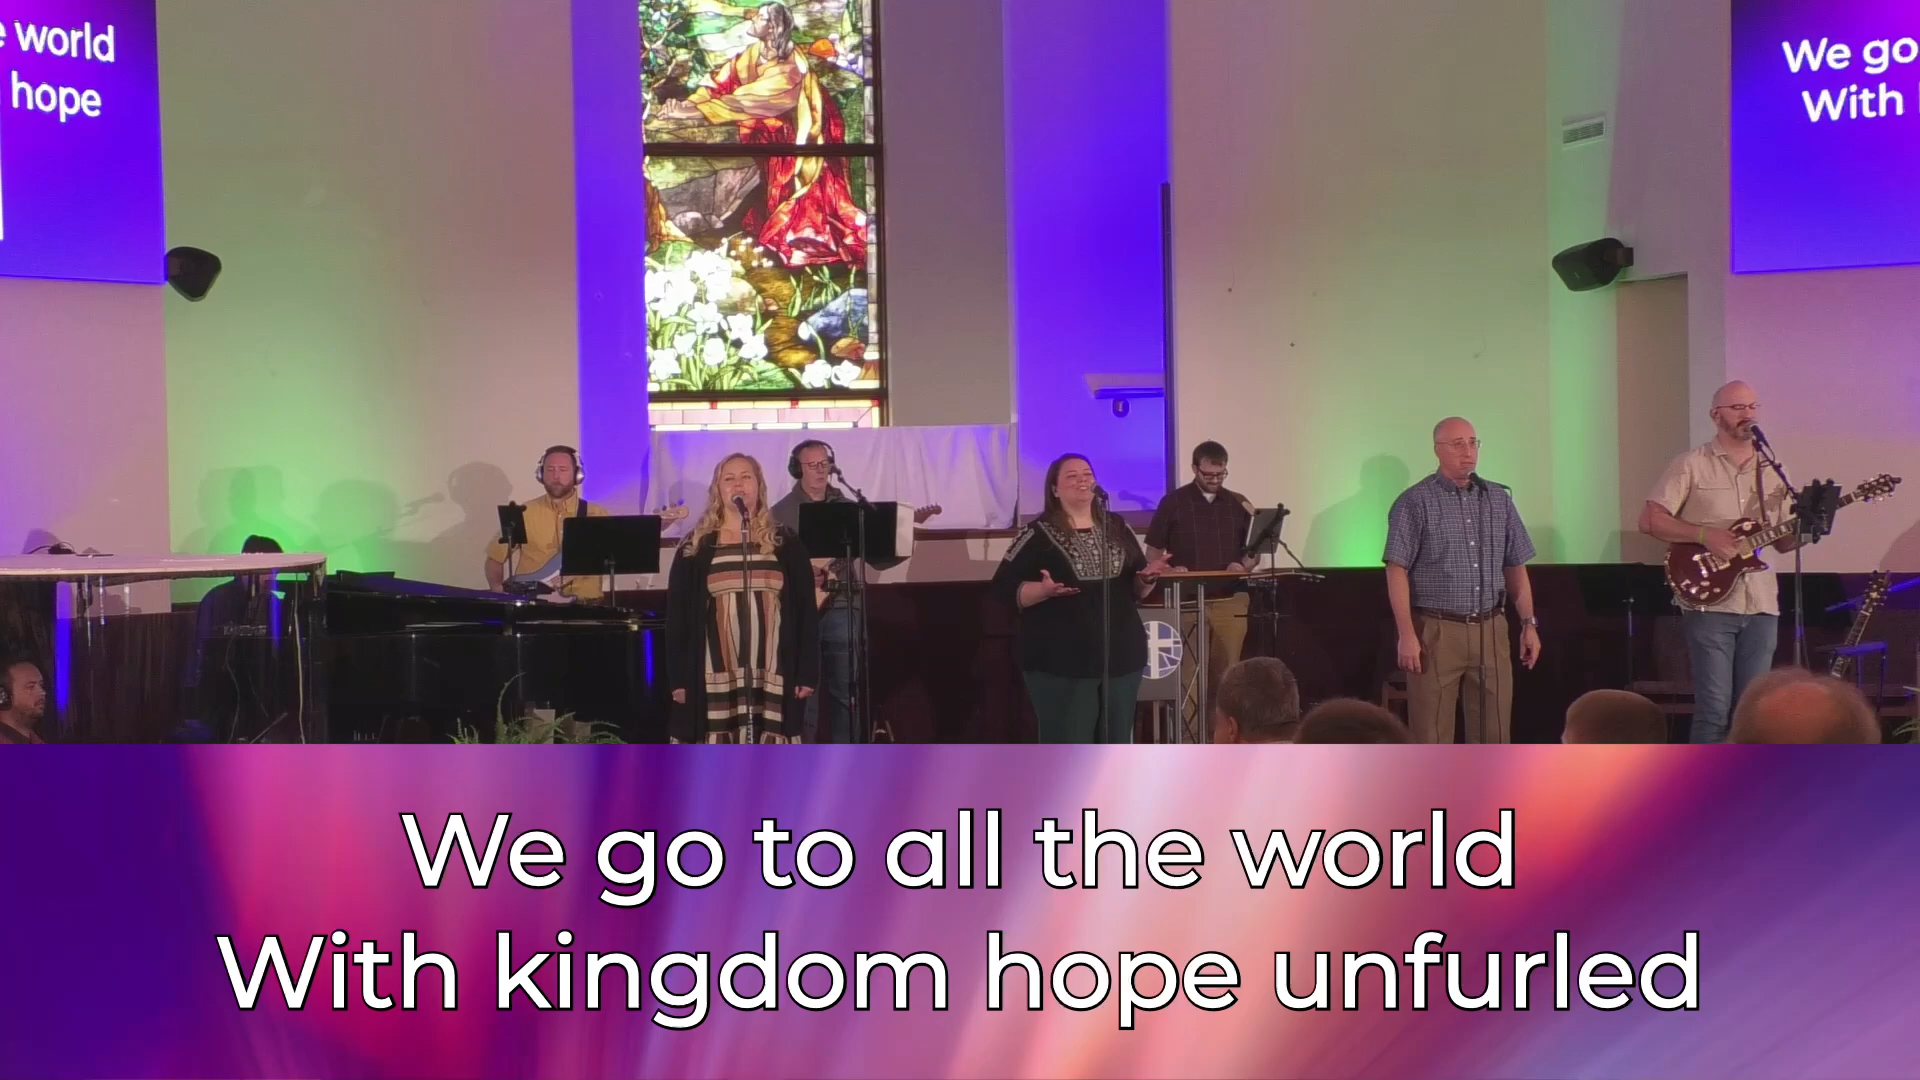 e world
hope
We go
With
We go to all the world
With kingdom hope unfurled